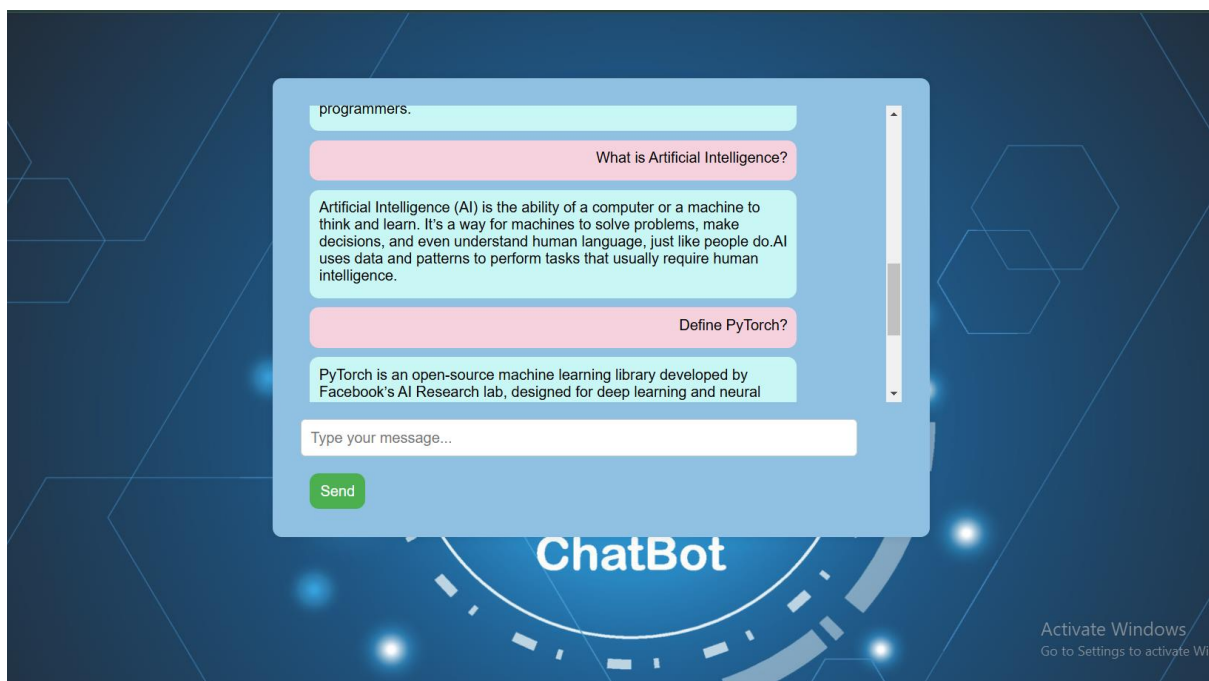 programmers.
What is Artificial Intelligence?
Artificial Intelligence (AI) is the ability of a computer or a machine to
think and learn. It’s a way for machines to solve problems, make
decisions, and even understand human language, just like people do.AI
uses data and patterns to perform tasks that usually require human
intelligence.
Define PyTorch?
PyTorch is an open-source machine learning library developed by
Facebook’s AI Research lab, designed for deep learning and neural
Type your message...
Send
ChatBot
Activate Windows
Go to Settings to activate Wi